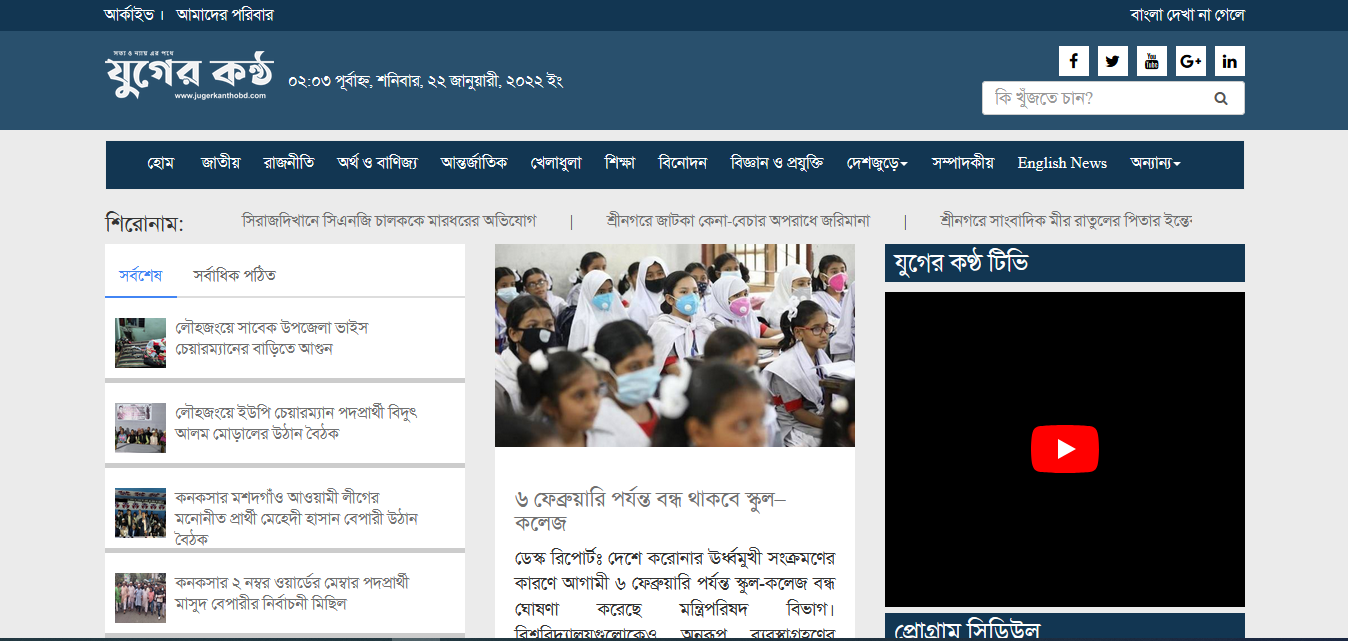 আর্কাইভ ।   আমাদের পরিবার
বাংলা দেখা না গেলে
সত্য ও ন্যায় এর পথে
যুগের কন্ঠ
www.jugerkanthobd.com
০২:০৩ পূর্বাহ্ন, শনিবার, ২২ জানুয়ারী, ২০২২ ইং
কি খুঁজতে চান?
হোম জাতীয় রাজনীতি অর্থ ও বাণিজ্য আন্তর্জাতিক খেলাধুলা শিক্ষা বিনোদন বিজ্ঞান ও প্রযুক্তি দেশজুড়ে সম্পাদকীয় English News অন্যান্য
শিরোনাম: সিরাজদিখানে সিএনজি চালককে মারধরের অভিযোগ | শ্রীনগরে জাটকা কেনা-বেচার অপরাধে জরিমানা | শ্রীনগরে সাংবাদিক মীর রাতুলের পিতার
সর্বশেষ সর্বাধিক পঠিত
লৌহজংয়ে সাবেক উপজেলা ভাইস
চেয়ারম্যানের বাড়িতে আগুন
লৌহজংয়ে ইউপি চেয়ারম্যান পদপ্রার্থী বিদুৎ
আলম মোড়ালের উঠান বৈঠক
কনকসার মশদগাঁও আওয়ামী লীগের
মনোনীত প্রার্থী মেহেদী হাসান বেপারী উঠান
বৈঠক
কনকসার ২ নম্বর ওয়ার্ডের মেম্বার পদপ্রার্থী
মাসুদ বেপারীর নির্বাচনী মিছিল
৬ ফেব্রুয়ারি পর্যন্ত বন্ধ থাকবে স্কুল–
কলেজ
ডেস্ক রিপোর্টঃ দেশে করোনার ঊর্ধ্বমুখী সংক্রমণের
কারণে আগামী ৬ ফেব্রুয়ারি পর্যন্ত স্কুল-কলেজ বন্ধ
ঘোষণা করেছে মন্ত্রিপরিষদ বিভাগ।
বিশ্ববিদ্যালয়গুলোকেও অনুরূপ ব্যবস্থাগ্রহণের
যুগের কণ্ঠ টিভি
প্রোগ্রাম সিডিউল